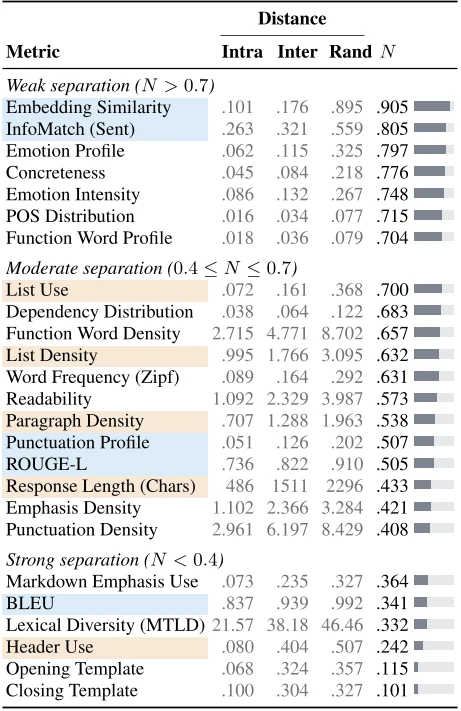 Distance
Metric Intra Inter Rand N
Weak separation (N > 0.7)
Embedding Similarity .101 .176 .895 .905
InfoMatch (Sent) .263 .321 .559 .805
Emotion Profile .062 .115 .325 .797
Concreteness .045 .084 .218 .776
Emotion Intensity .086 .132 .267 .748
POS Distribution .016 .034 .077 .715
Function Word Profile .018 .036 .079 .704
Moderate separation (0.4 ≤ N ≤ 0.7)
List Use .072 .161 .368 .700
Dependency Distribution .038 .064 .122 .683
Function Word Density 2.715 4.771 8.702 .657
List Density .995 1.766 3.095 .632
Word Frequency (Zipf) .089 .164 .292 .631
Readability 1.092 2.329 3.987 .573
Paragraph Density .707 1.288 1.963 .538
Punctuation Profile .051 .126 .202 .507
ROUGE-L .736 .822 .910 .505
Response Length (Chars) 486 1511 2296 .433
Emphasis Density 1.102 2.366 3.284 .421
Punctuation Density 2.961 6.197 8.429 .408
Strong separation (N < 0.4)
Markdown Emphasis Use .073 .235 .327 .364
BLEU .837 .939 .992 .341
Lexical Diversity (MTLD) 21.57 38.18 46.46 .332
Header Use .080 .404 .507 .242
Opening Template .068 .324 .357 .115
Closing Template .100 .304 .327 .101